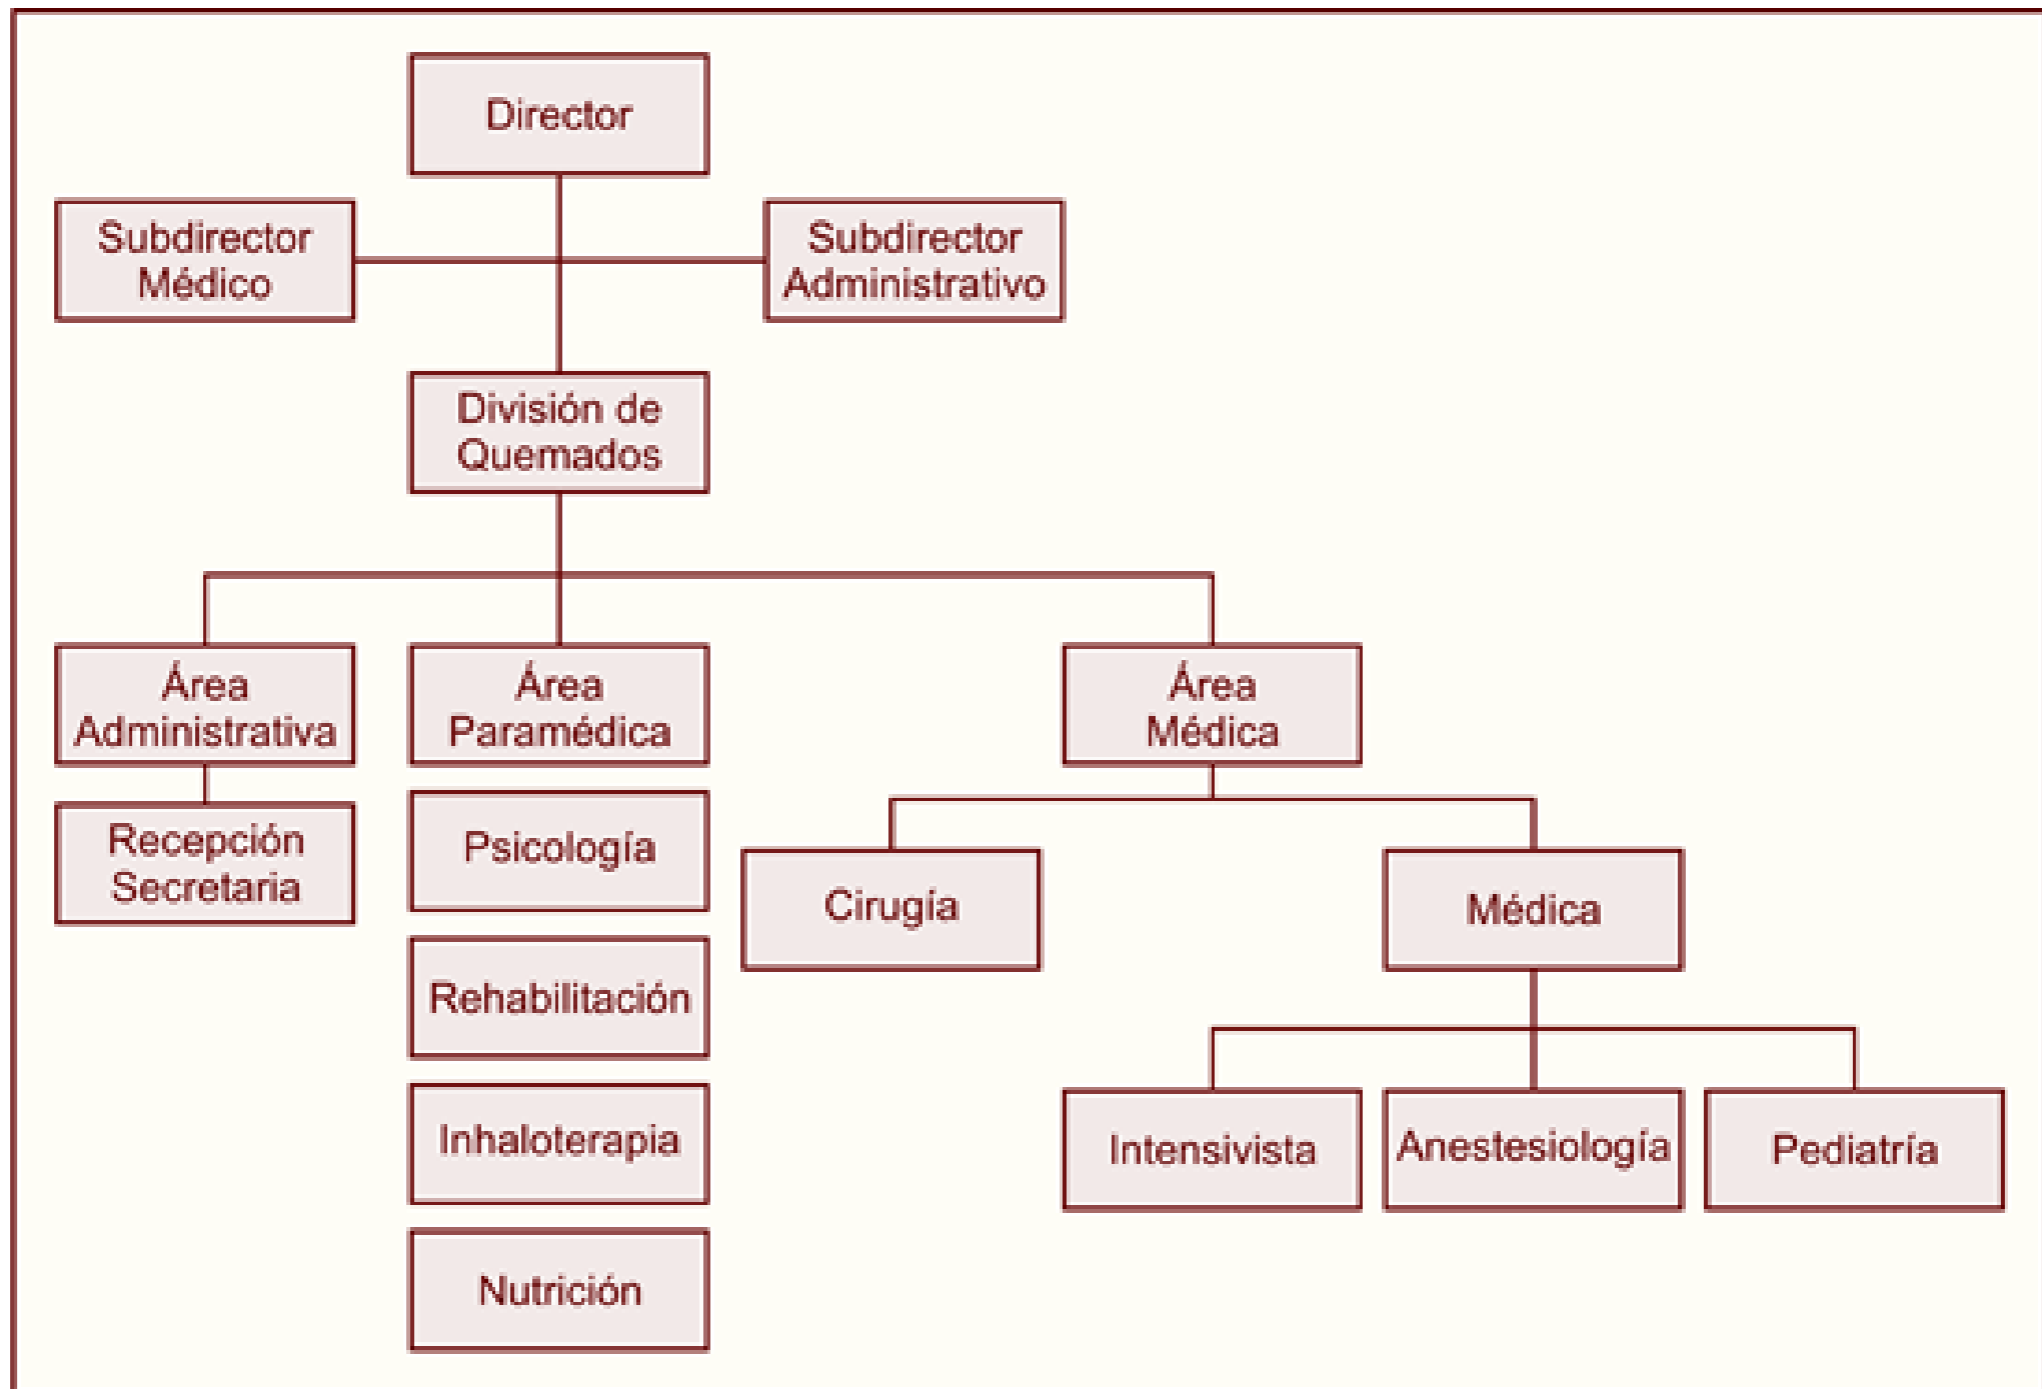 Director
Subdirector
Médico
Subdirector
Administrativo
División de
Quemados
Área
Administrativa
Área
Paramédica
Área
Médica
Recepción
Secretaria
Psicología
Cirugía
Médica
Rehabilitación
Inhaloterapia
Intensivista
Anestesiología
Pediatría
Nutrición